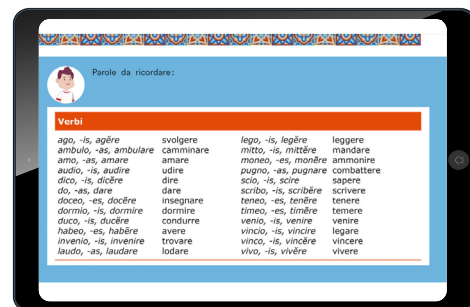 Parole da ricordare:
Verbi
ago, -is, agĕre svolgere
ambulo, -as, ambulare camminare
amo, -as, amare amare
audio, -is, audire udire
dico, -is, dicĕre dire
do, -as, dare dare
doceo, -es, docēre insegnare
dormio, -is, dormire dormire
duco, -is, ducĕre condurre
habeo, -es, habēre avere
invenio, -is, invenire trovare
laudo, -as, laudare lodare
lego, -is, legĕre leggere
mitto, -is, mittĕre mandare
moneo, -es, monēre ammonire
pugno, -as, pugnare combattere
scio, -is, scire sapere
scribo, -is, scribĕre scrivere
teneo, -es, tenēre tenere
timeo, -es, timēre temere
venio, -is, venire venire
vincio, -is, vincire legare
vinco, -is, vincĕre vincere
vivo, -is, vivĕre vivere